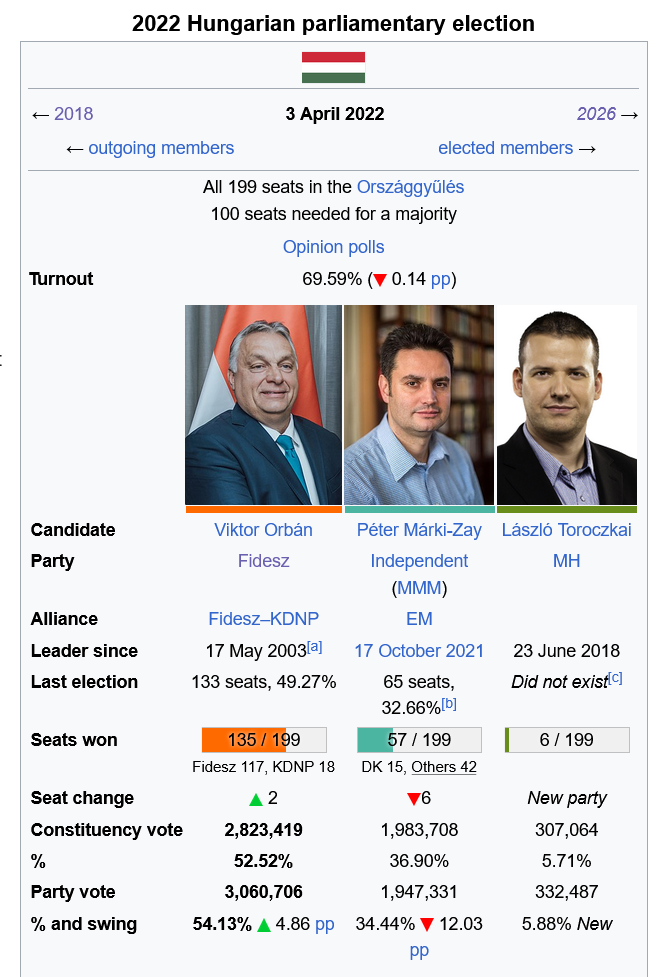 2022 Hungarian parliamentary election
← 2018 3 April 2022 2026 →
← outgoing members elected members →
All 199 seats in the Országgyűlés
100 seats needed for a majority
Opinion polls
Turnout 69.59% (▼ 0.14 pp)
Candidate Viktor Orbán Péter Márki-Zay László Toroczkai
Party Fidesz Independent (MMM) MH
Alliance Fidesz–KDNP EM
Leader since 17 May 2003[a] 17 October 2021 23 June 2018
Last election 133 seats, 49.27% 65 seats, 32.66%[b] Did not exist[c]
Seats won 135 / 199 57 / 199 6 / 199
Fidesz 117, KDNP 18 DK 15, Others 42
Seat change ▲ 2 ▼6 New party
Constituency vote 2,823,419 1,983,708 307,064
% 52.52% 36.90% 5.71%
Party vote 3,060,706 1,947,331 332,487
% and swing 54.13% ▲ 4.86 pp 34.44% ▼ 12.03 pp 5.88% New